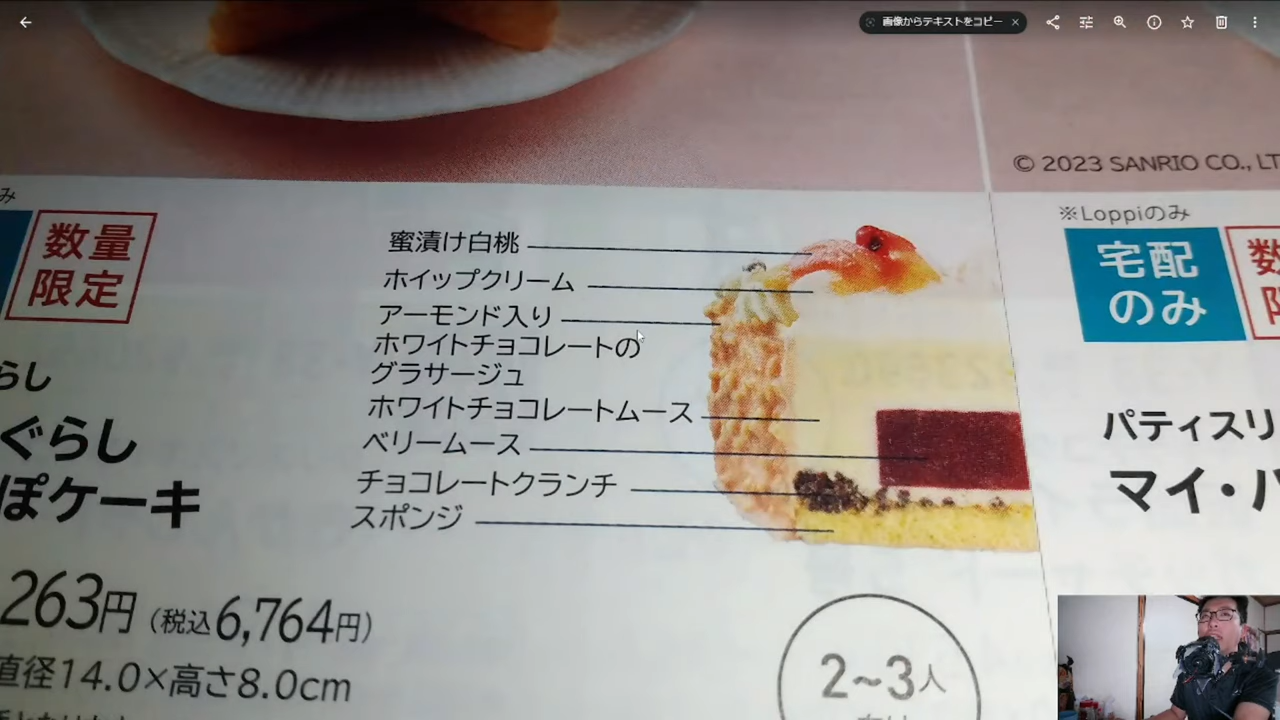 画像からテキストをコピー
© 2023 SANRIO CO., LT
み
数量
限定
蜜漬け白桃
ホイップクリーム
アーモンド入り
ホワイトチョコレートの
グラサージュ
ホワイトチョコレートムース
ベリームース
チョコレートクランチ
スポンジ
※Loppiのみ
宅配
のみ
数
らし
ぐらし
ぽケーキ
263円(税込6,764円)
直径14.0×高さ8.0cm
2~3人
パティスリ
マイ・